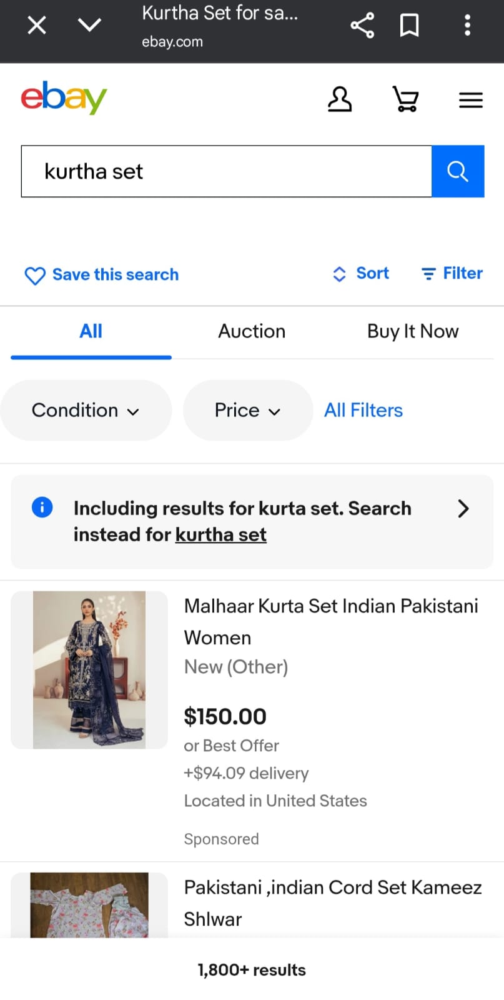 Kurtha Set for sa...
ebay.com
ebay
kurtha set
Save this search
Sort
Filter
All
Auction
Buy It Now
Condition
Price
All Filters
Including results for kurta set. Search
instead for kurtha set
Malhaar Kurta Set Indian Pakistani
Women
New (Other)
$150.00
or Best Offer
+$94.09 delivery
Located in United States
Sponsored
Pakistani ,indian Cord Set Kameez
Shlwar
1,800+ results